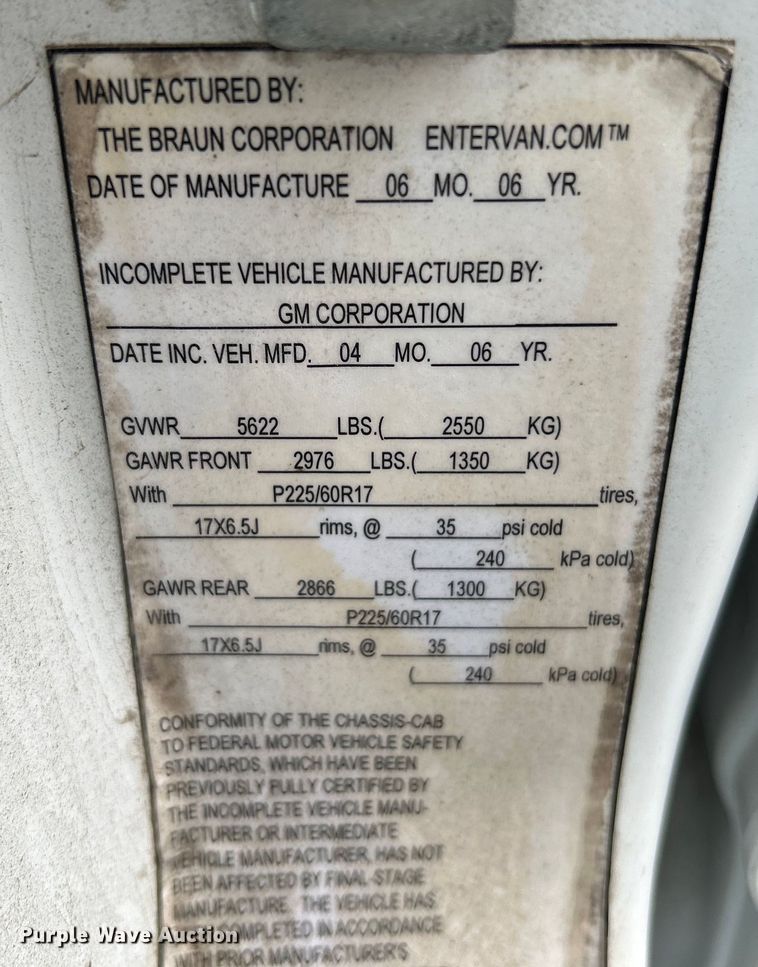 MANUFACTURED BY:
THE BRAUN CORPORATION ENTERVAN.COM™
DATE OF MANUFACTURE 06 MO. 06 YR.
INCOMPLETE VEHICLE MANUFACTURED BY:
GM CORPORATION
DATE INC. VEH. MFD. 04 MO. 06 YR.
GVWR 5622 LBS.( 2550 KG)
GAWR FRONT 2976 LBS.( 1350 KG)
With P225/60R17 tires,
17X6.5J rims, @ 35 psi cold
( 240 kPa cold)
GAWR REAR 2866 LBS.( 1300 KG)
With P225/60R17 tires,
17X6.5J rims, @ 35 psi cold
( 240 kPa cold)
CONFORMITY OF THE CHASSIS-CAB
TO FEDERAL MOTOR VEHICLE SAFETY
STANDARDS, WHICH HAVE BEEN
PREVIOUSLY FULLY CERTIFIED BY
THE INCOMPLETE VEHICLE MANU-
FACTURER OR INTERMEDIATE
VEHICLE MANUFACTURER, HAS NOT
BEEN AFFECTED BY FINAL-STAGE
MANUFACTURE. THE VEHICLE HAS
COMPLETED IN ACCORDANCE
WITH PRIOR MANUFACTURER'S
Purple Wave Auction